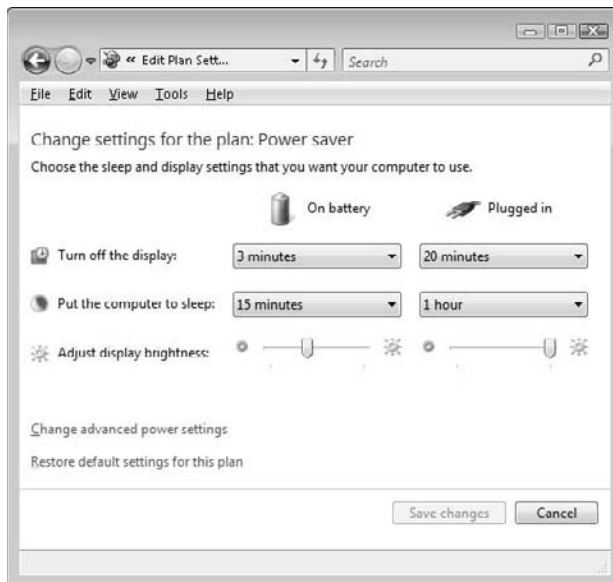 « Edit Plan Sett...
Search
File Edit View Tools Help
Change settings for the plan: Power saver
Choose the sleep and display settings that you want your computer to use.
On battery Plugged in
Turn off the display: 3 minutes 20 minutes
Put the computer to sleep: 15 minutes 1 hour
Adjust display brightness:
Change advanced power settings
Restore default settings for this plan
Save changes Cancel